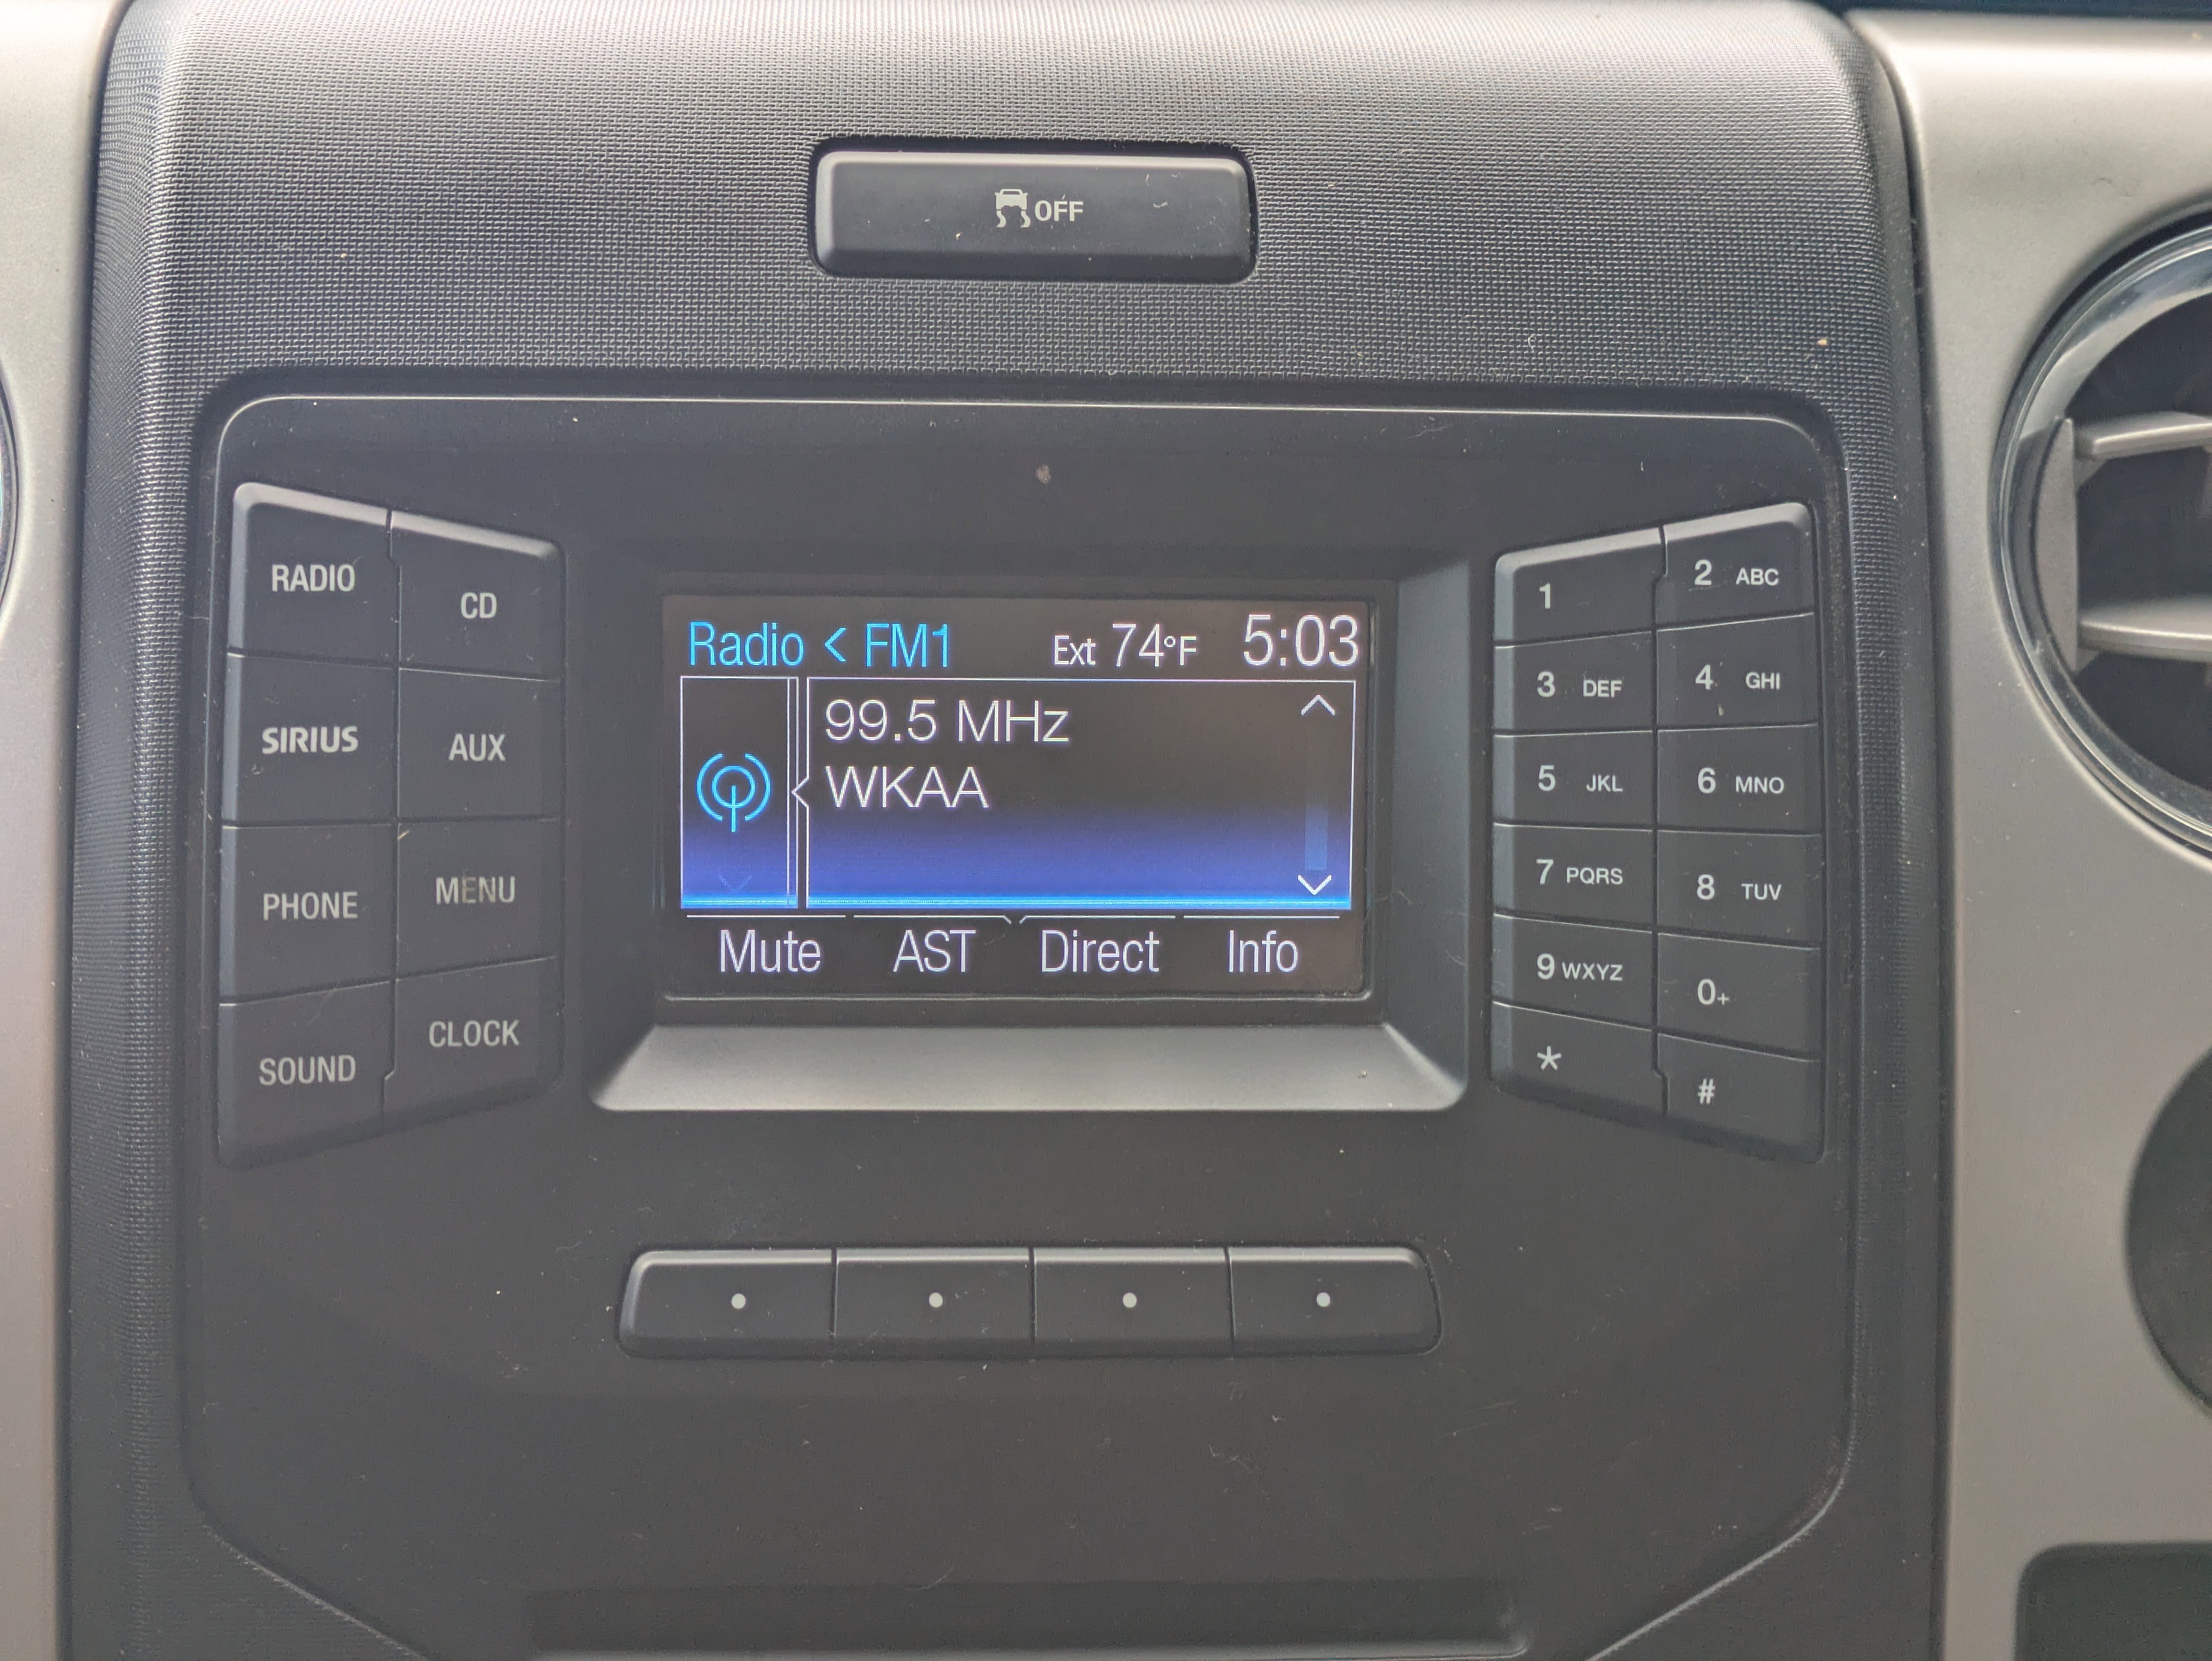 OFF
RADIO
CD
SIRIUS
AUX
PHONE
MENU
SOUND
CLOCK
Radio < FM1 Ext 74°F 5:03
99.5 MHz
WKAA
Mute AST Direct Info
1
2 ABC
3 DEF
4 GHI
5 JKL
6 MNO
7 PQRS
8 TUV
9 WXYZ
0+
*
#